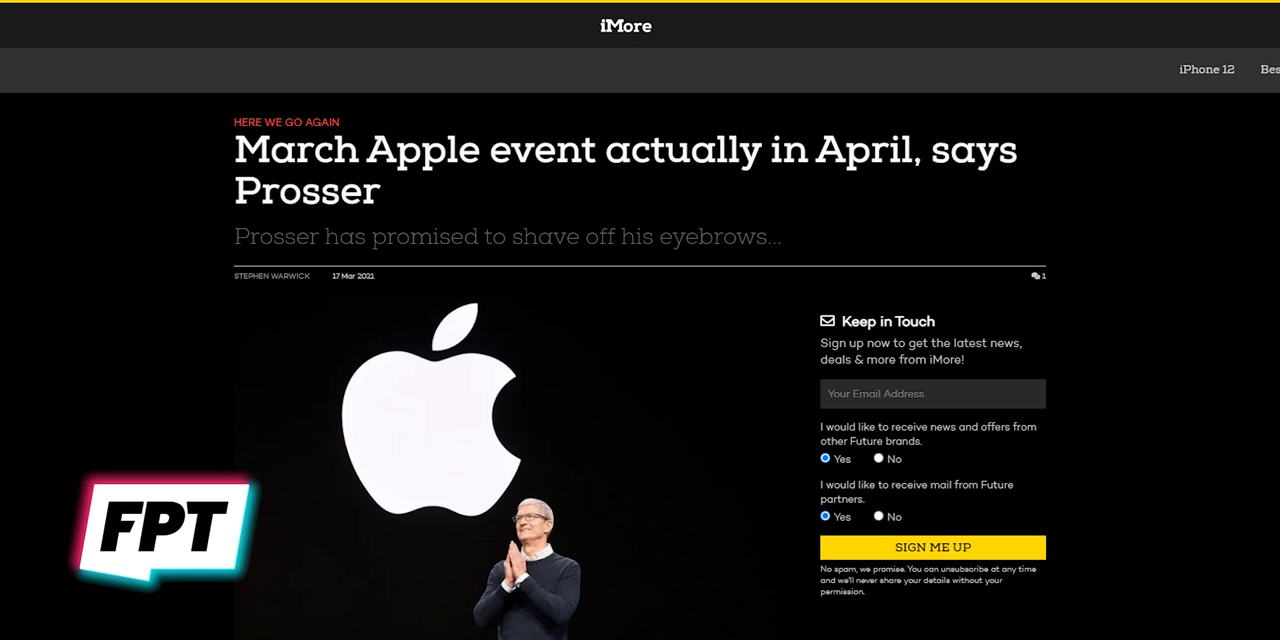 iMore
iPhone 12
Bes
HERE WE GO AGAIN
March Apple event actually in April, says
Prosser
Prosser has promised to shave off his eyebrows...
STEPHEN WARWICK 17 Mar 2021
1
Keep in Touch
Sign up now to get the latest news,
deals & more from iMore!
Your Email Address
I would like to receive news and offers from
other Future brands.
Yes No
I would like to receive mail from Future
partners.
Yes No
SIGN ME UP
No spam, we promise. You can unsubscribe at any time
and we'll never share your details without your
permission.
FPT